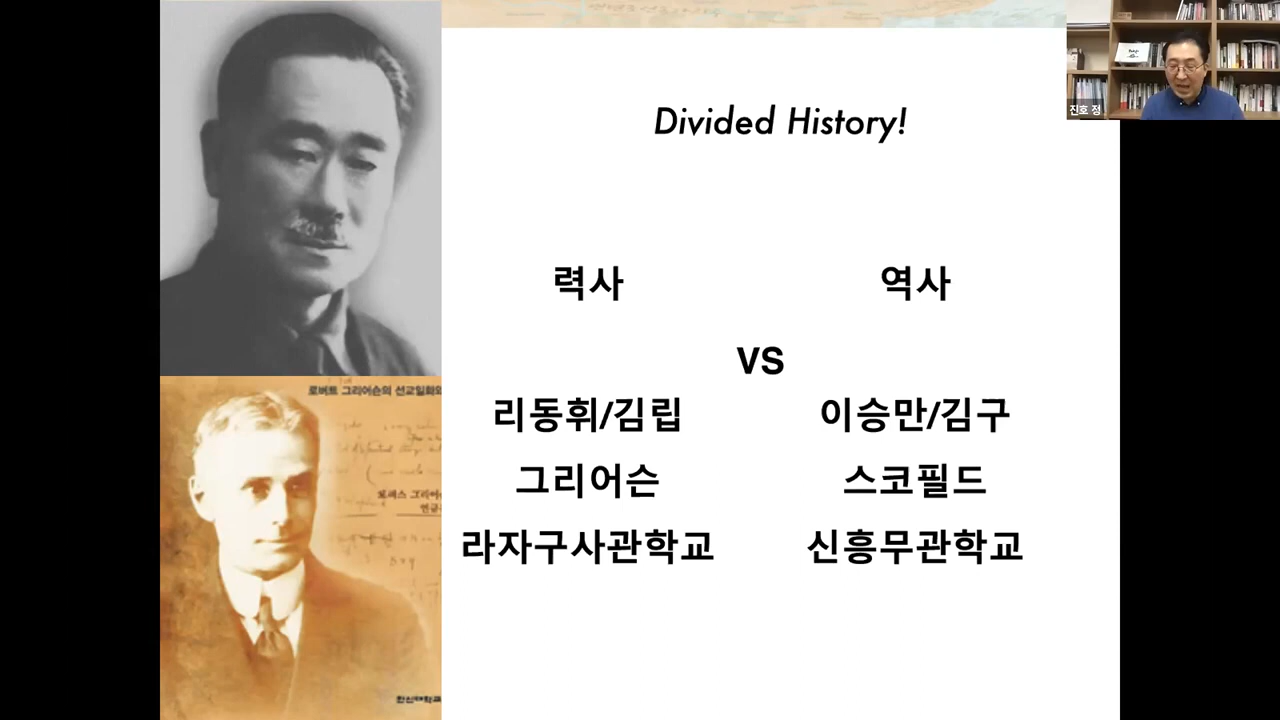 Divided History!
력사
역사
VS
리동휘/김립
이승만/김구
그리어슨
스코필드
라자구사관학교
신흥무관학교
로버트 그리어슨의 선교일화와
진호 정